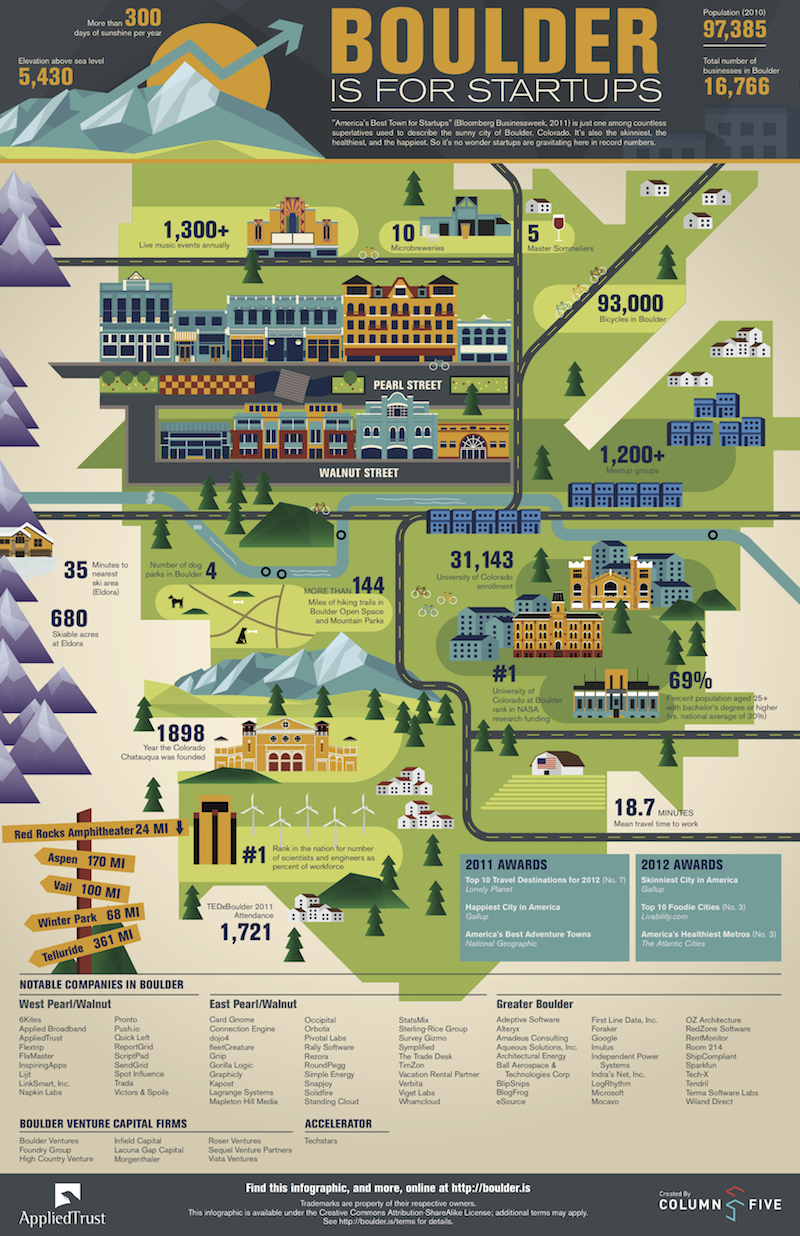 More than 300
days of sunshine per year
Elevation above sea level
5,430
BOULDER
IS FOR STARTUPS
"America's Best Town for Startups" (Bloomberg Businessweek, 2011) is just one among countless
superlatives used to describe the sunny city of Boulder, Colorado. It's also the skinniest, the
healthiest, and the happiest. So it's no wonder startups are gravitating here in record numbers.
Population (2010)
97,385
Total number of
businesses in Boulder
16,766
1,300+
Live music events annually
10
Microbreweries
5
Master Sommeliers
93,000
Bicycles in Boulder
PEARL STREET
WALNUT STREET
1,200+
Meetup groups
35 Minutes to
nearest
ski area
(Eldora)
680
Skiable acres
at Eldora
Number of dog
parks in Boulder 4
MORE THAN 144
Miles of hiking trails in
Boulder Open Space
and Mountain Parks
31,143
University of Colorado
enrollment
#1
University of
Colorado at Boulder
rank in NASA
research funding
69%
Percent population aged 25+
with bachelor's degree or higher
(vs. national average of 30%)
1898
Year the Colorado
Chatauqua was founded
18.7 MINUTES
Mean travel time to work
Red Rocks Amphitheater 24 MI
Aspen 170 MI
Vail 100 MI
Winter Park 68 MI
Telluride 361 MI
#1 Rank in the nation for number
of scientists and engineers as
percent of workforce
TEDxBoulder 2011
Attendance
1,721
2011 AWARDS
Top 10 Travel Destinations for 2012 (No. 7)
Lonely Planet
Happiest City in America
Gallup
America's Best Adventure Towns
National Geographic
2012 AWARDS
Skinniest City in America
Gallup
Top 10 Foodie Cities (No. 3)
Livability.com
America's Healthiest Metros (No. 3)
The Atlantic Cities
NOTABLE COMPANIES IN BOULDER
West Pearl/Walnut
6Kites
Applied Broadband
AppliedTrust
Flextrip
FlixMaster
InspiringApps
Lijit
LinkSmart, Inc.
Napkin Labs
Pronto
Push.io
Quick Left
ReportGrid
ScriptPad
SendGrid
Spot Influence
Trada
Victors & Spoils
East Pearl/Walnut
Card Gnome
Connection Engine
dojo4
fleetCreature
Gnip
Gorilla Logic
Graphicly
Kapost
Lagrange Systems
Mapleton Hill Media
Occipital
Orbotix
Pivotal Labs
Rally Software
Rezora
RoundPegg
Simple Energy
Snapjoy
Solidfire
Standing Cloud
StatsMix
Sterling-Rice Group
Survey Gizmo
Symplified
The Trade Desk
TimZon
Vacation Rental Partner
Verbita
Viget Labs
Whamcloud
Greater Boulder
Adeptive Software
Alteryx
Amadeus Consulting
Aqueous Solutions, Inc.
Architectural Energy
Ball Aerospace &
Technologies Corp
BlipSnips
BlogFrog
eSource
First Line Data, Inc.
Foraker
Google
Imulus
Independent Power
Systems
Indra's Net, Inc.
LogRhythm
Microsoft
Mocavo
OZ Architecture
RedZone Software
RentMonitor
Room 214
ShipCompliant
Sparkfun
Tech-X
Tendril
Terma Software Labs
Wiland Direct
BOULDER VENTURE CAPITAL FIRMS
Boulder Ventures
Foundry Group
High Country Venture
Infield Capital
Lacuna Gap Capital
Morgenthaler
Roser Ventures
Sequel Venture Partners
Vista Ventures
ACCELERATOR
Techstars
AppliedTrust
Find this infographic, and more, online at http://boulder.is
Trademarks are property of their respective owners.
This infographic is available under the Creative Commons Attribution-ShareAlike License; additional terms may apply.
See http://boulder.is/terms for details.
Created By
COLUMN FIVE